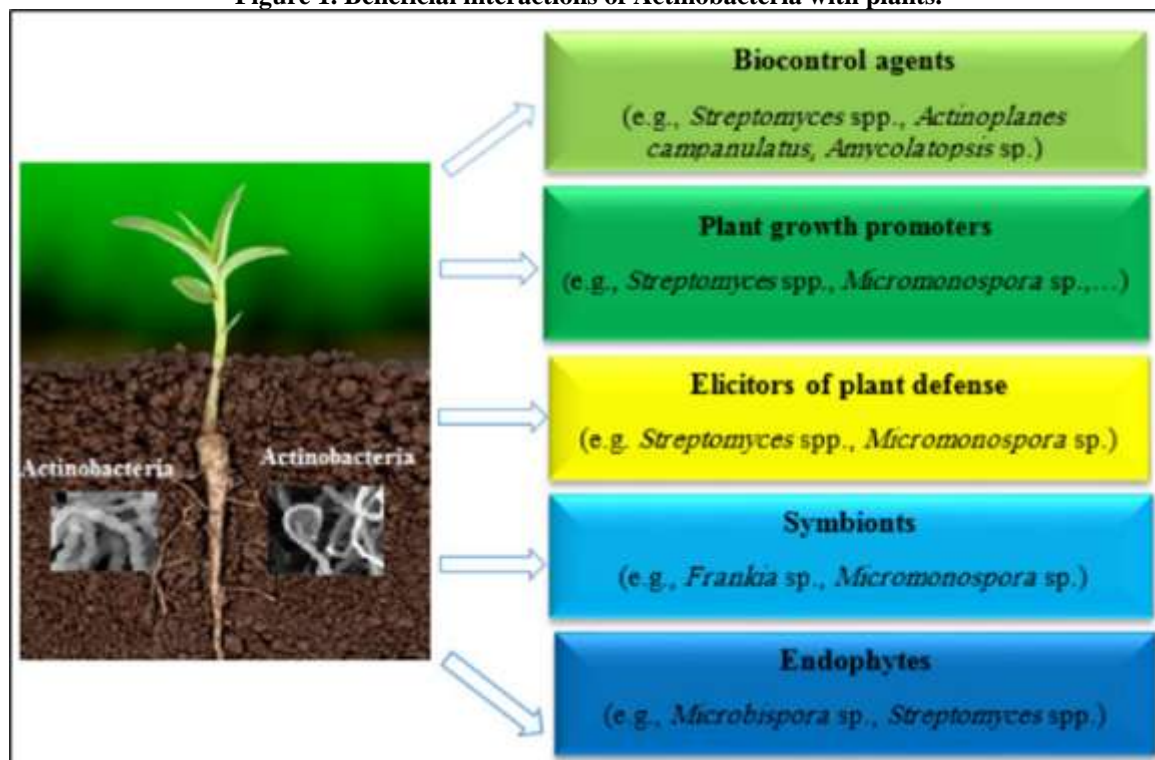 Figure 1. Beneficial interactions of Actinobacteria with plants.
Biocontrol agents
(e.g., Streptomyces spp., Actinoplanes
campanulatus, Amycolatopsis sp.)
Plant growth promoters
(e.g., Streptomyces spp., Micromonospora sp.,...)
Elicitors of plant defense
(e.g. Streptomyces spp., Micromonospora sp.)
Actinobacteria
Actinobacteria
Symbionts
(e.g., Frankia sp., Micromonospora sp.)
Endophytes
(e.g., Microbispora sp., Streptomyces spp.)